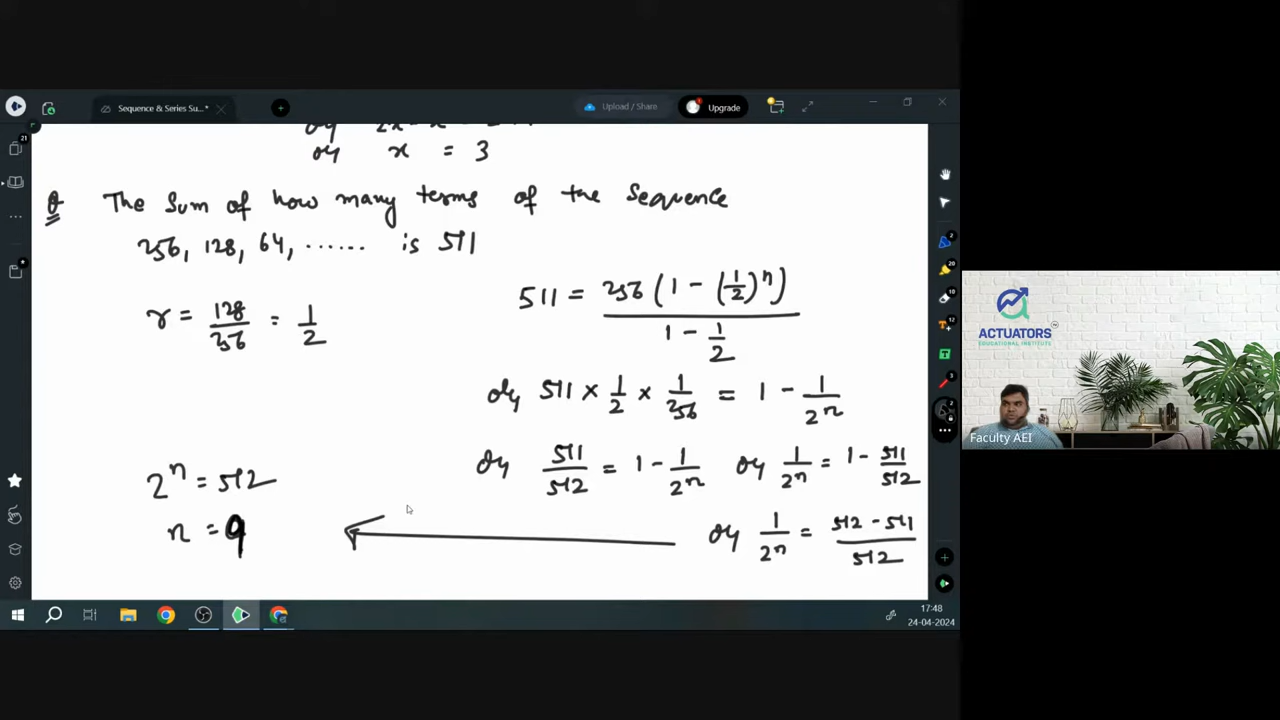 Sequence & Series Su...*
Upload / Share
Upgrade
21
x = 3
Q The Sum of how many terms of the Sequence
256, 128, 64, ...... is 511
r = 128/256 = 1/2
511 = 256 (1 - (1/2)^n) / 1 - 1/2
or 511 × 1/2 × 1/256 = 1 - 1/2^n
or 511/512 = 1 - 1/2^n or 1/2^n = 1 - 511/512
or 1/2^n = 512 - 511 / 512
2^n = 512
n = 9
ACTUATORS
EDUCATIONAL INSTITUTE
Faculty AEI
17:48
24-04-2024